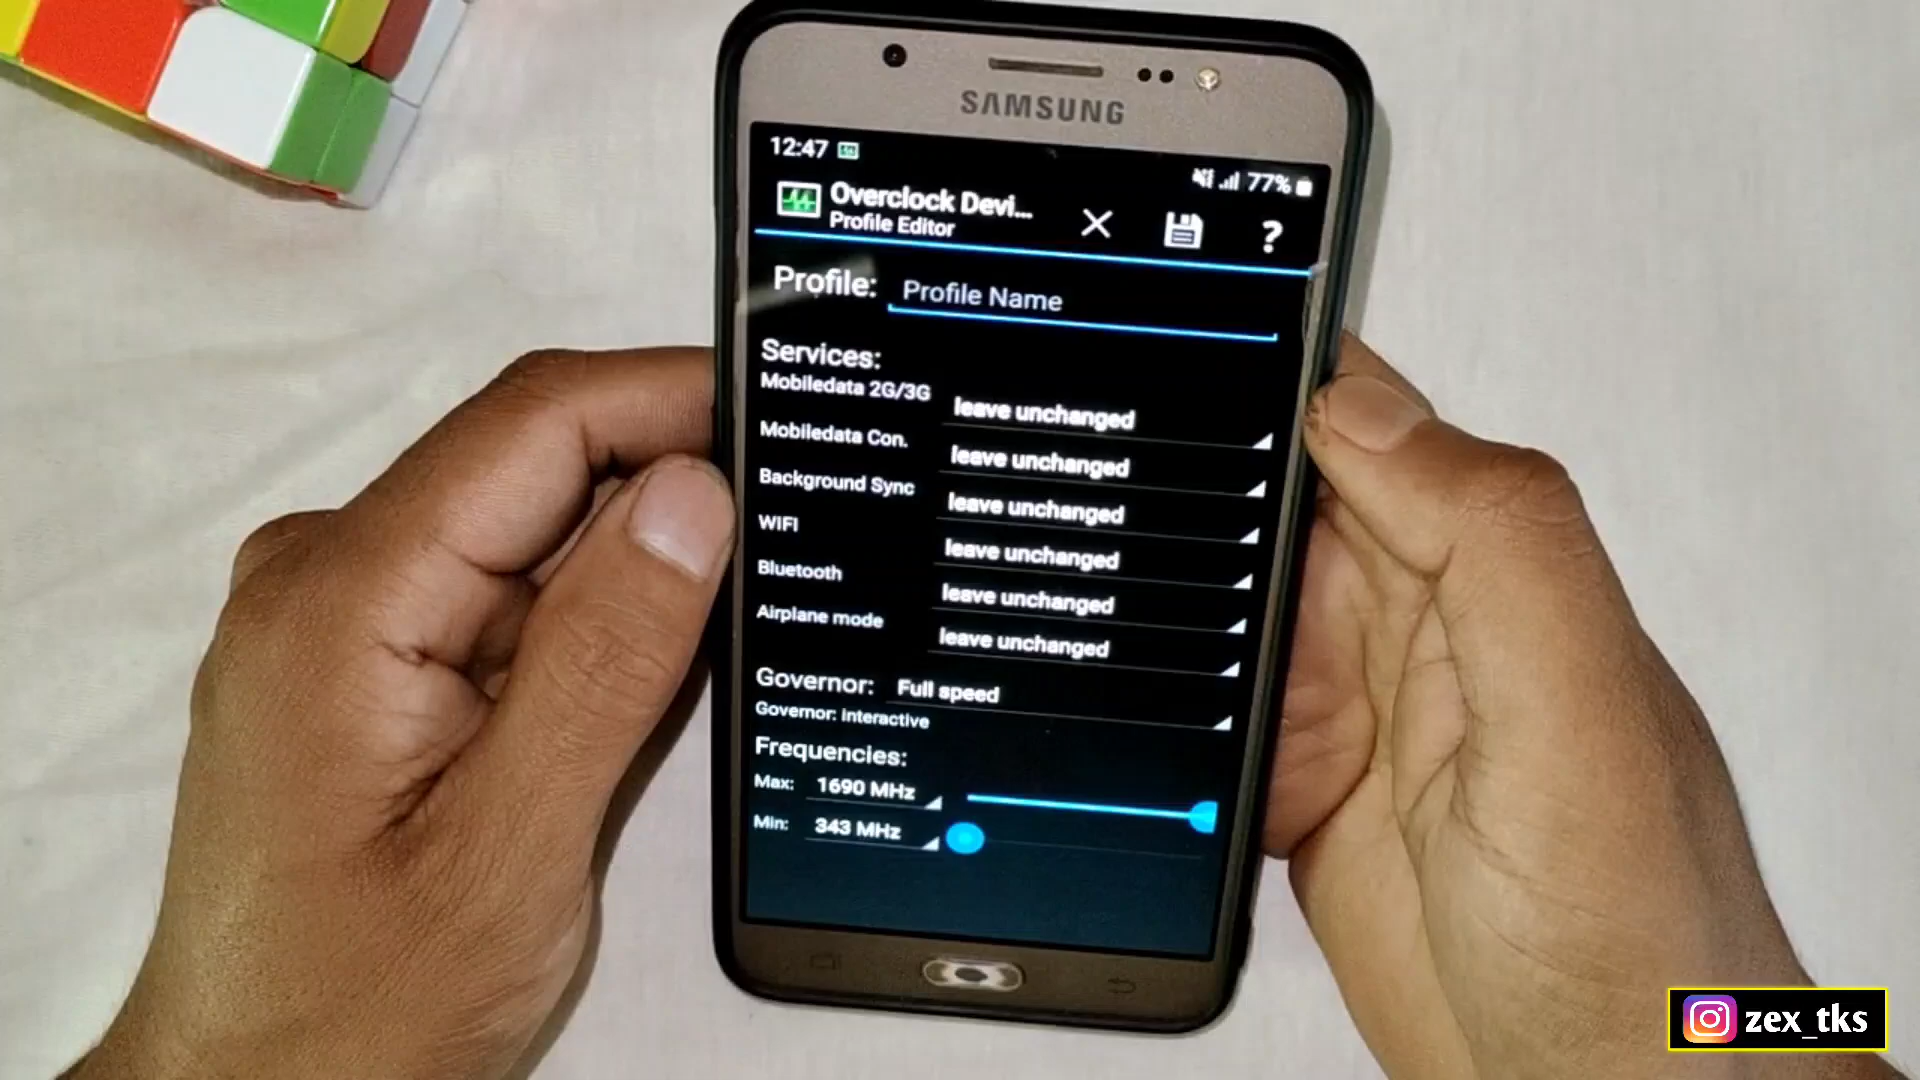 SAMSUNG
12:47
77%
Overclock Devi...
Profile Editor
?
Profile: Profile Name
Services:
Mobiledata 2G/3G leave unchanged
Mobiledata Con. leave unchanged
Background Sync leave unchanged
WIFI leave unchanged
Bluetooth leave unchanged
Airplane mode leave unchanged
Governor: Full speed
Governor: interactive
Frequencies:
Max: 1690 MHz
Min: 343 MHz
zex_tks